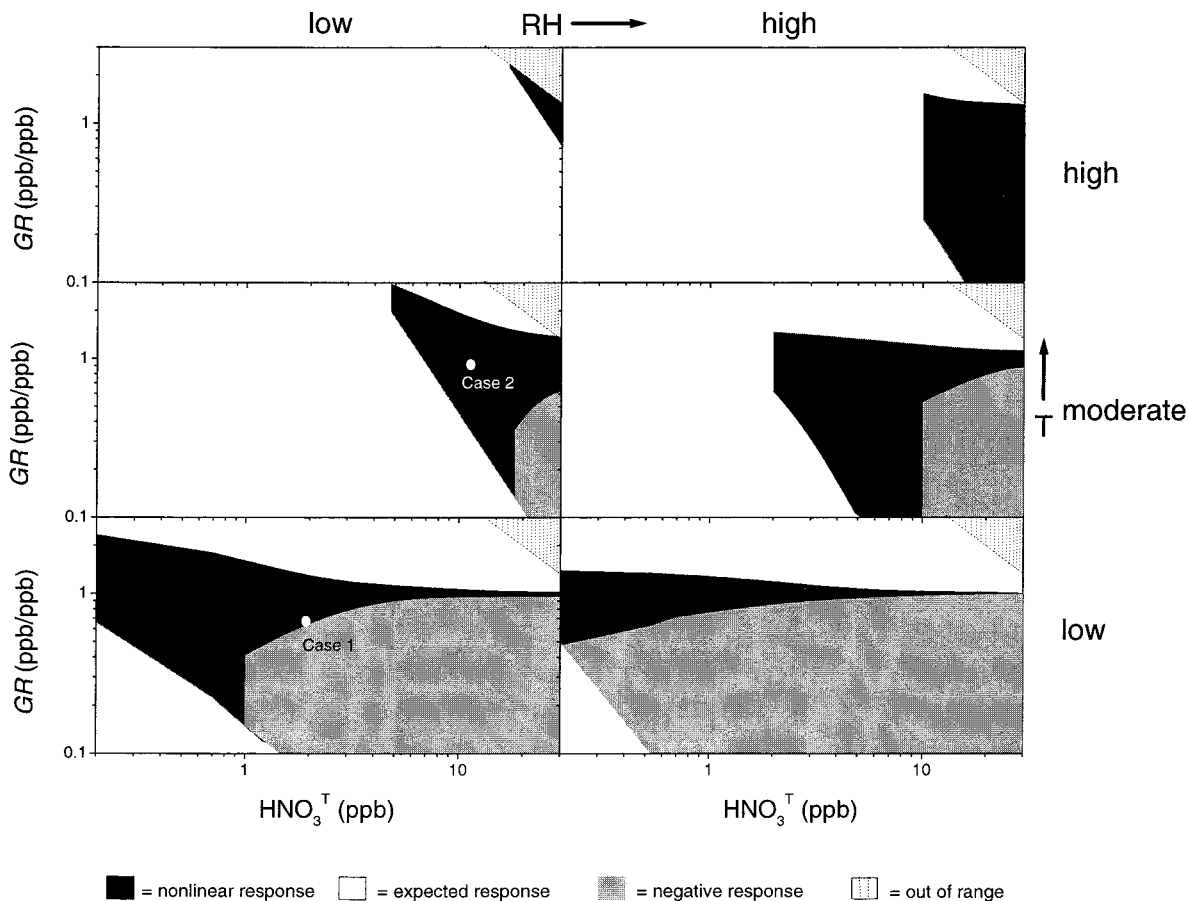 low RH high
GR (ppb/ppb)
1
0.1
high
GR (ppb/ppb)
1
0.1
Case 2
T
moderate
GR (ppb/ppb)
1
0.1
Case 1
low
1 10 1 10
HNO₃ᵀ (ppb) HNO₃ᵀ (ppb)
= nonlinear response = expected response = negative response = out of range